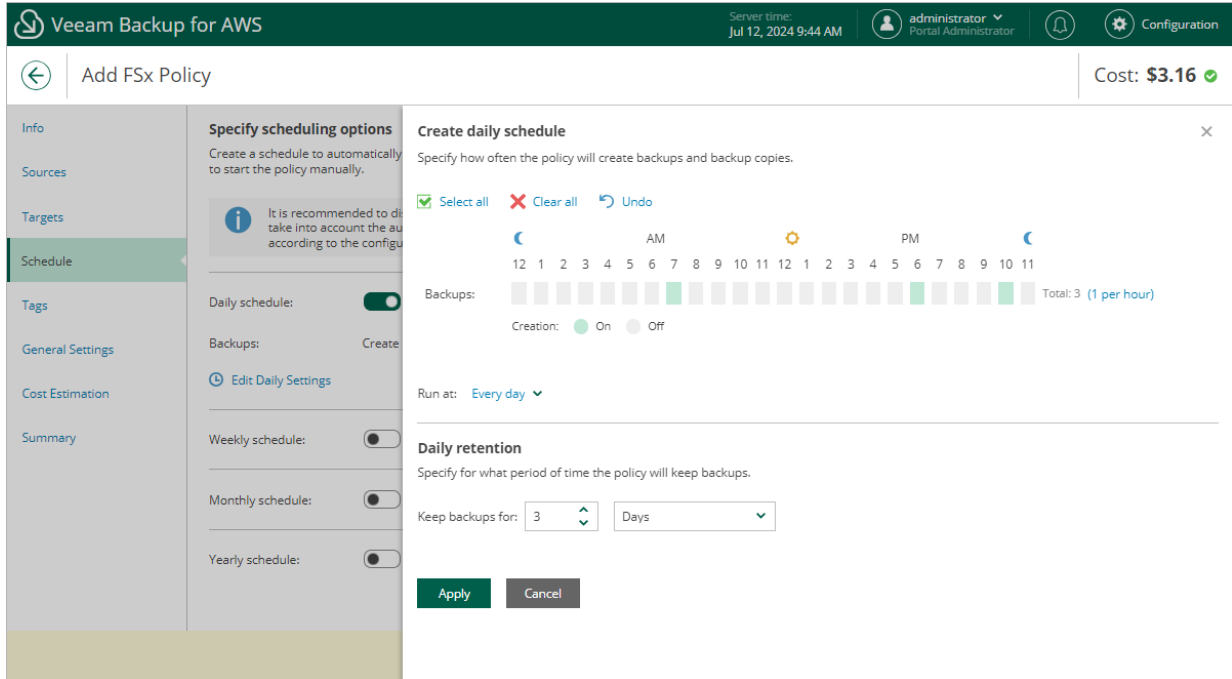 Veeam Backup for AWS
Server time:
Jul 12, 2024 9:44 AM
administrator
Portal Administrator
Configuration
Add FSx Policy
Cost: $3.16
Info
Sources
Targets
Schedule
Tags
General Settings
Cost Estimation
Summary
Specify scheduling options
Create a schedule to automatically
to start the policy manually.
It is recommended to
take into account the au
according to the configu
Daily schedule:
Backups: Create
Edit Daily Settings
Weekly schedule:
Monthly schedule:
Yearly schedule:
Create daily schedule
Specify how often the policy will create backups and backup copies.
Select all Clear all Undo
AM PM
12 1 2 3 4 5 6 7 8 9 10 11 12 1 2 3 4 5 6 7 8 9 10 11
Backups: Total: 3 (1 per hour)
Creation: On Off
Run at: Every day
Daily retention
Specify for what period of time the policy will keep backups.
Keep backups for: 3 Days
Apply Cancel